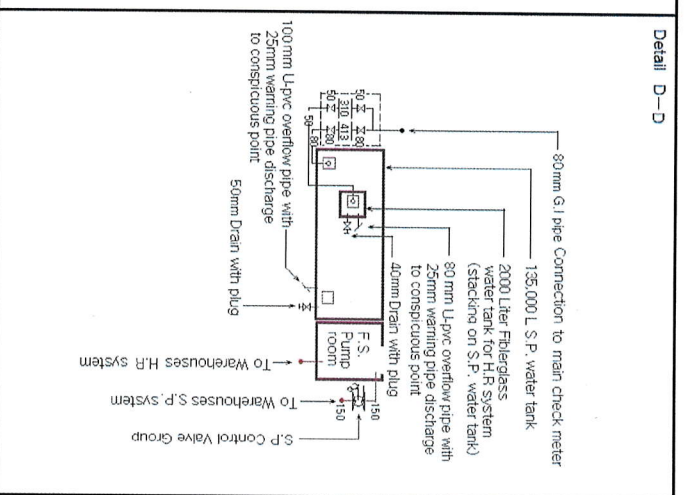 Detail D-D
80mm G.I pipe Connection to main check meter
135,000 L S.P. water tank
2000 Liter Fiblerglass
water tank for H.R system
(stacking on S.P. water tank)
80 mm U-pvc overflow pipe with
25mm warning pipe discharge
to conspicuous point
40mm Drain with plug
50
80
310
413
50
80
50
80
F.S.
Pump
room
150
150
100mm U-pvc overflow pipe with
25mm warning pipe discharge
to conspicuous point
50mm Drain with plug
To Warehouses H.R system
To Warehouses S.P. system
S.P Control Valve Group